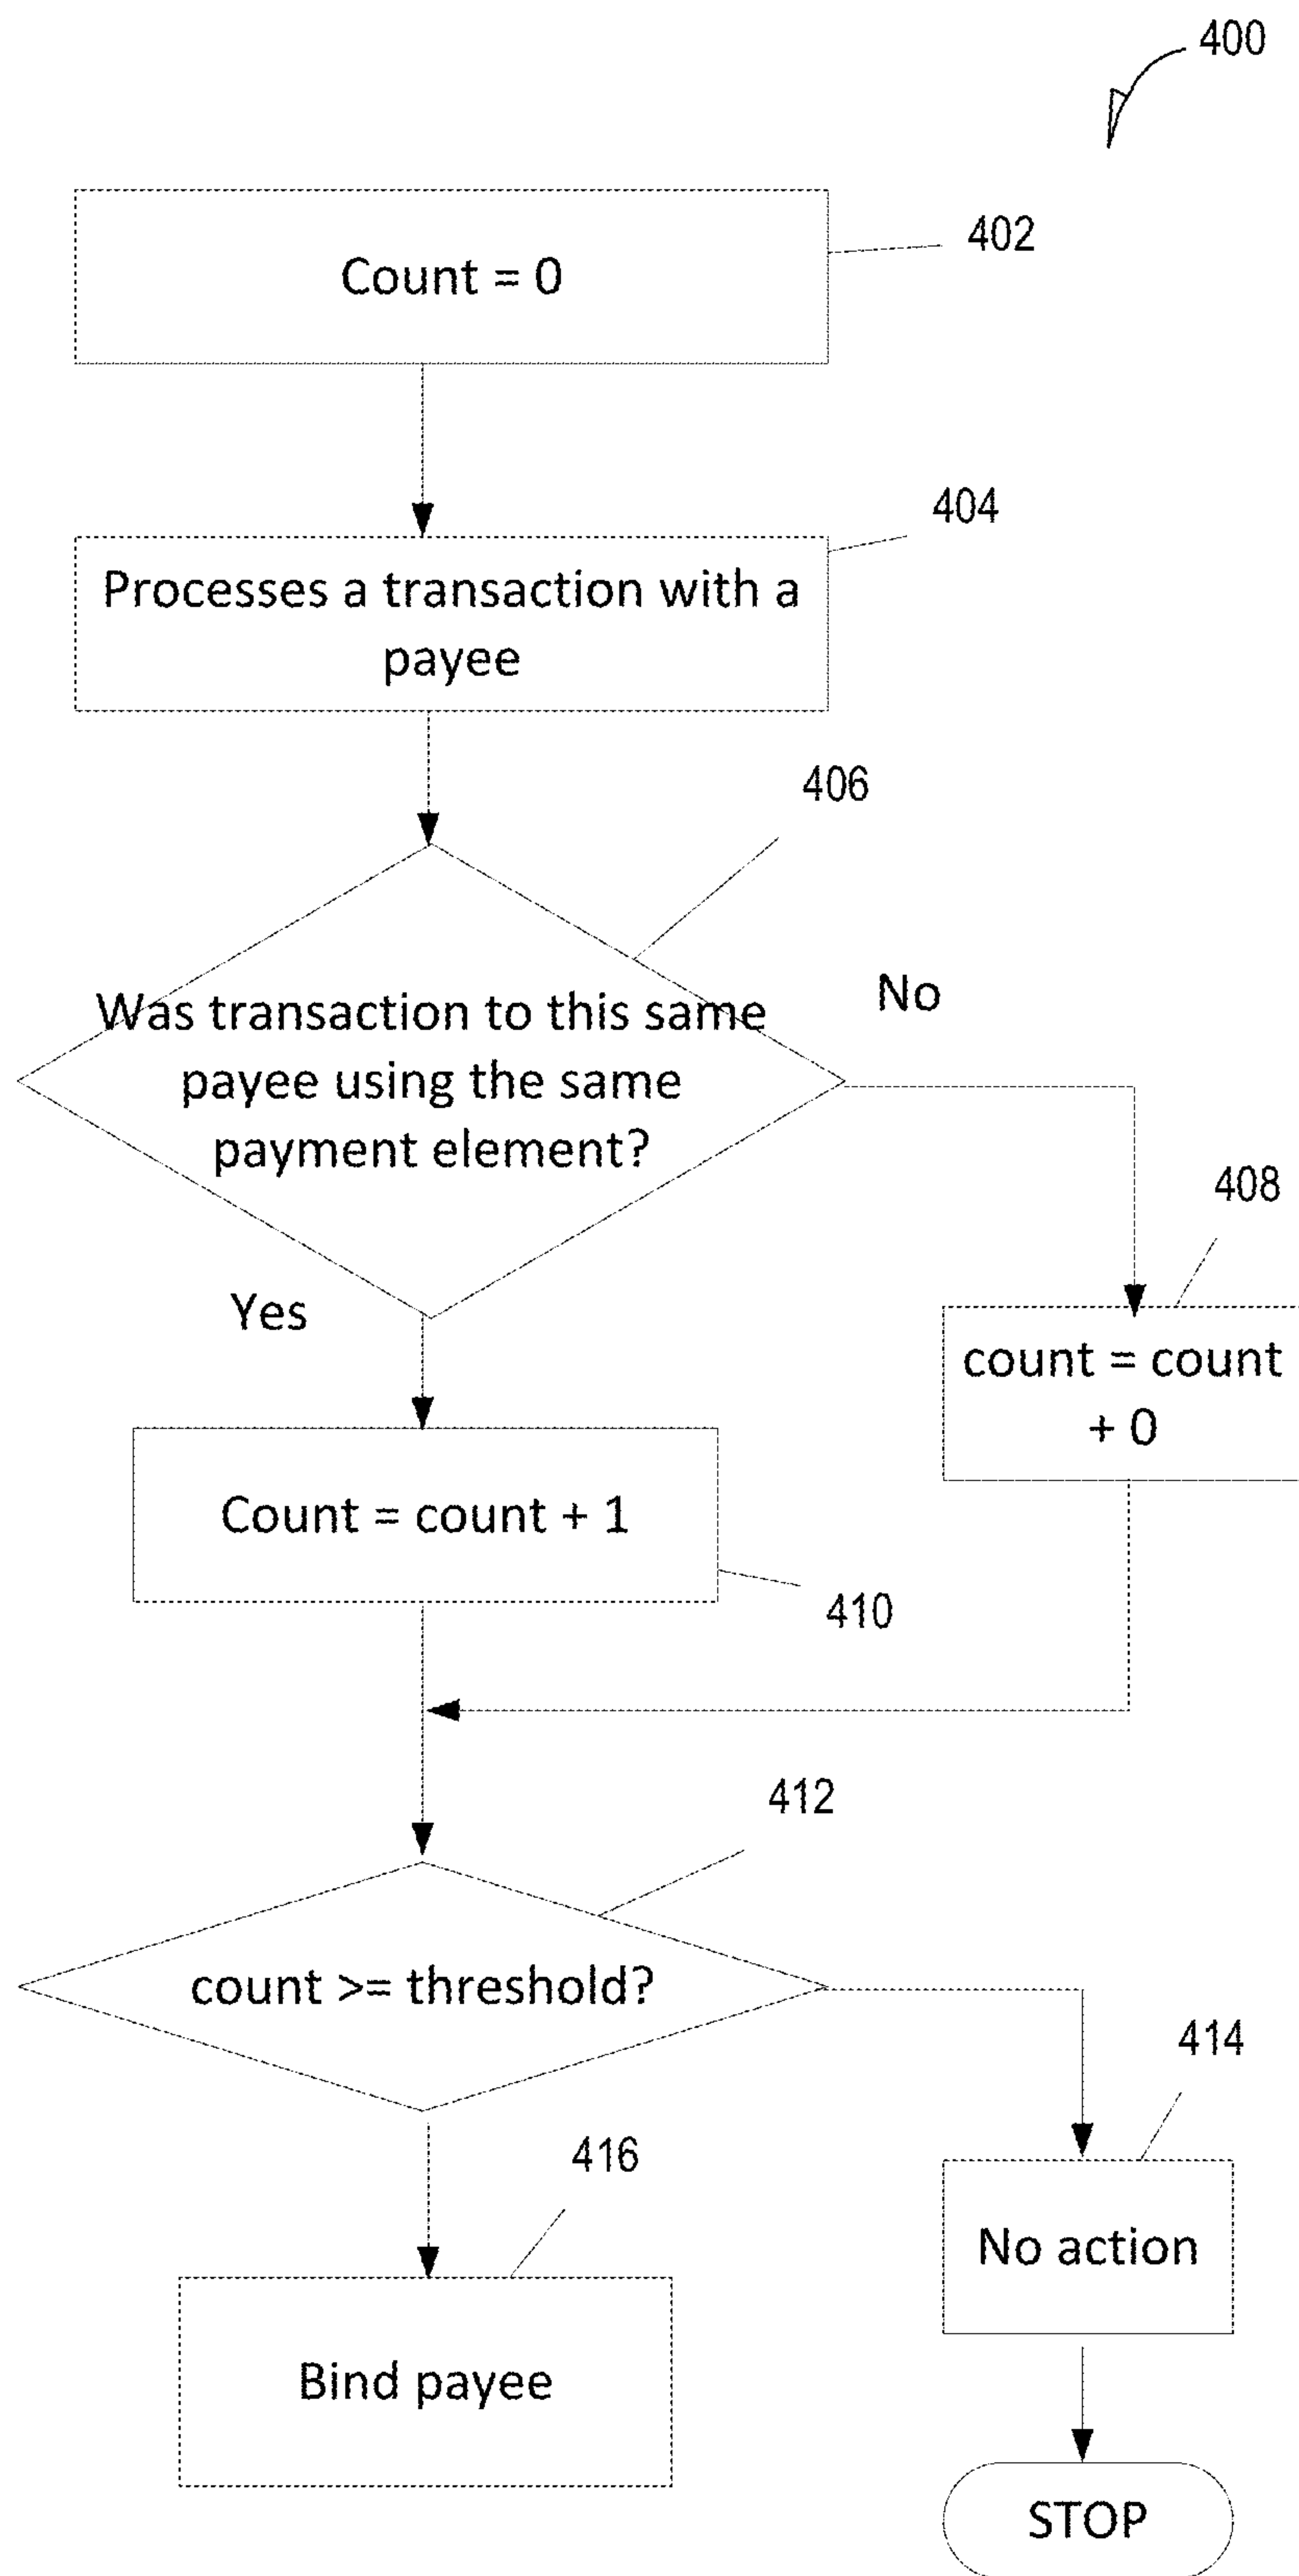 400
402
Count = 0
404
Processes a transaction with a
payee
406
No
Was transaction to this same
payee using the same
payment element?
408
Yes
count = count
+ 0
Count = count + 1
410
412
count >= threshold?
414
416
No action
Bind payee
STOP